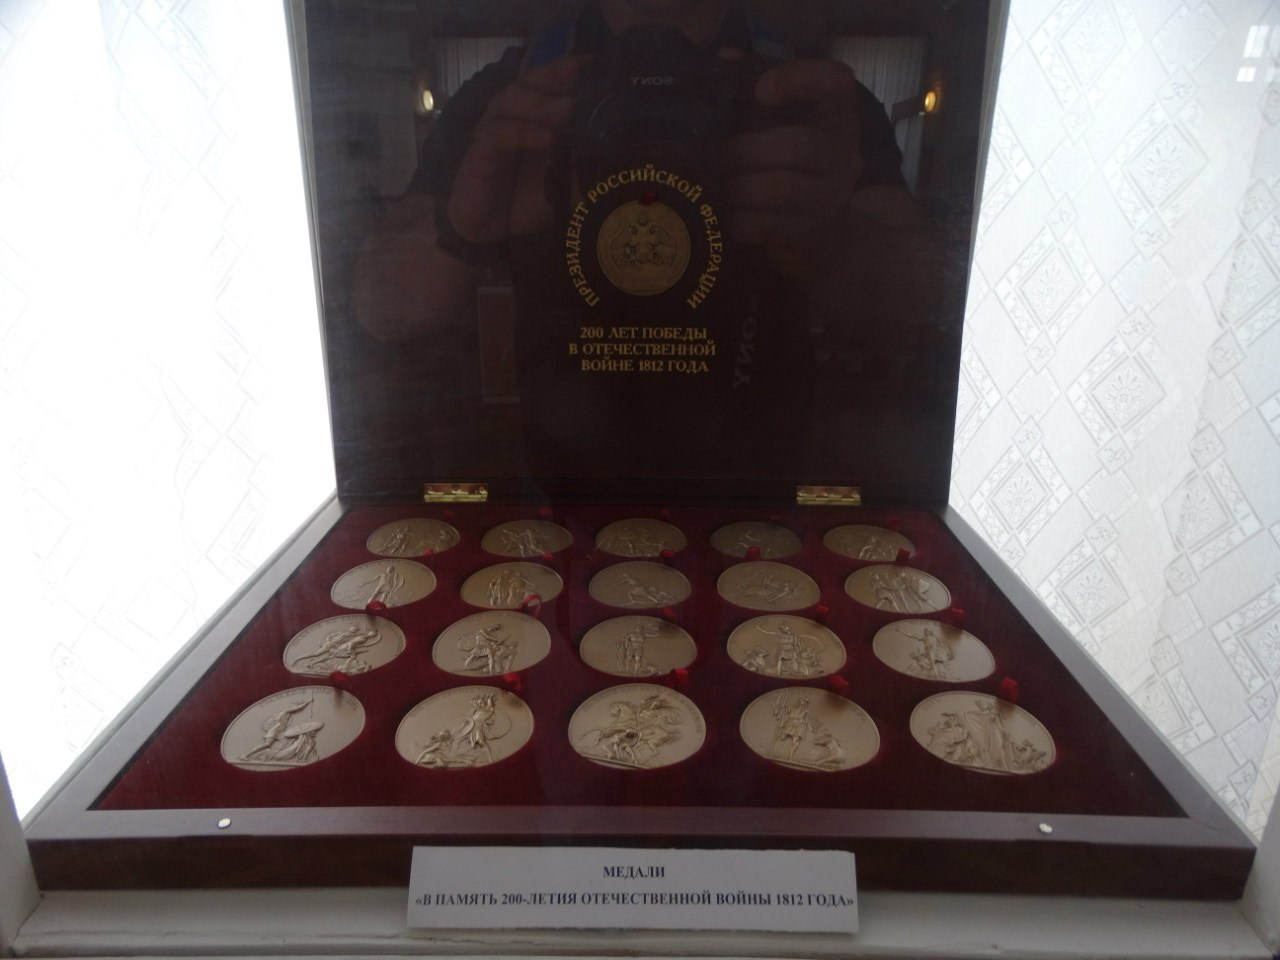 SONY
ПРЕЗИДЕНТ РОССИЙСКОЙ ФЕДЕРАЦИИ
200 ЛЕТ ПОБЕДЫ
В ОТЕЧЕСТВЕННОЙ
ВОЙНЕ 1812 ГОДА
SONY
МЕДАЛИ
«В ПАМЯТЬ 200-ЛЕТИЯ ОТЕЧЕСТВЕННОЙ ВОЙНЫ 1812 ГОДА»